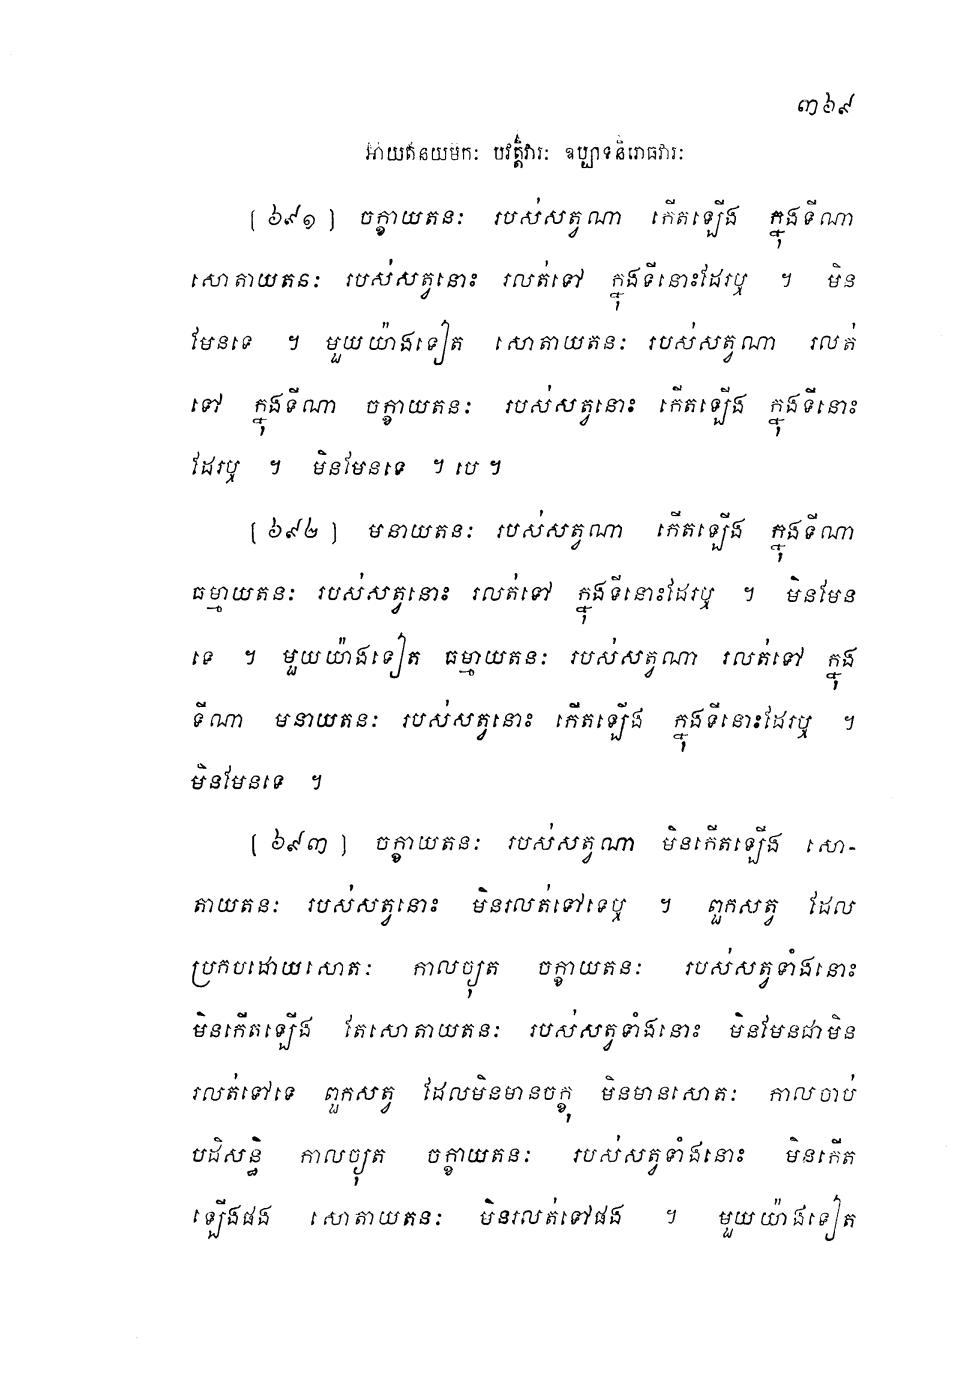 ៣៦៩
អាយតនយមកៈ បវត្តិវារៈ ឧប្បាទនិរោធវារៈ
[ ៦៩១ ] ចក្ខាយតនៈ របស់សត្វណា កើតឡើង ក្នុងទីណា
សោតាយតនៈ របស់សត្វនោះ រលត់ទៅ ក្នុងទីនោះដែរឬ ។ មិន
មែនទេ ។ មួយយ៉ាងទៀត សោតាយតនៈ របស់សត្វណា រលត់
ទៅ ក្នុងទីណា ចក្ខាយតនៈ របស់សត្វនោះ កើតឡើង ក្នុងទីនោះ
ដែរឬ ។ មិនមែនទេ ។ បេ ។
[ ៦៩២ ] មនាយតនៈ របស់សត្វណា កើតឡើង ក្នុងទីណា
ធម្មាយតនៈ របស់សត្វនោះ រលត់ទៅ ក្នុងទីនោះដែរឬ ។ មិនមែន
ទេ ។ មួយយ៉ាងទៀត ធម្មាយតនៈ របស់សត្វណា រលត់ទៅ ក្នុង
ទីណា មនាយតនៈ របស់សត្វនោះ កើតឡើង ក្នុងទីនោះដែរឬ ។
មិនមែនទេ ។
[ ៦៩៣ ] ចក្ខាយតនៈ របស់សត្វណា មិនកើតឡើង សោ-
តាយតនៈ របស់សត្វនោះ មិនរលត់ទៅទេឬ ។ ពួកសត្វ ដែល
ប្រកបដោយសោតៈ កាលច្យុត ចក្ខាយតនៈ របស់សត្វទាំងនោះ
មិនកើតឡើង តែសោតាយតនៈ របស់សត្វទាំងនោះ មិនមែនជាមិន
រលត់ទៅទេ ពួកសត្វ ដែលមិនមានចក្ខុ មិនមានសោតៈ កាលចាប់
បដិសន្ធិ កាលច្យុត ចក្ខាយតនៈ របស់សត្វទាំងនោះ មិនកើត
ឡើងផង សោតាយតនៈ មិនរលត់ទៅផង ។ មួយយ៉ាងទៀត